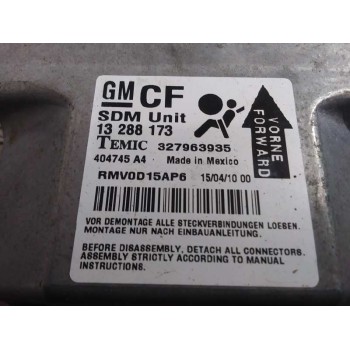 GM CF
SDM Unit
13 288 173
TEMIC 327963935
404745 A4 Made in Mexico
RMV0D15AP6 15/04/10 00
VORNE
FORWARD
VOR DEMONTAGE ALLE STECKVERBINDUNGEN LOESEN.
MONTAGE NUR NACH EINBAUANLEITUNG.
BEFORE DISASSEMBLY, DETACH ALL CONNECTORS.
ASSEMBLY STRICTLY ACCORDING TO MANUAL
INSTRUCTIONS